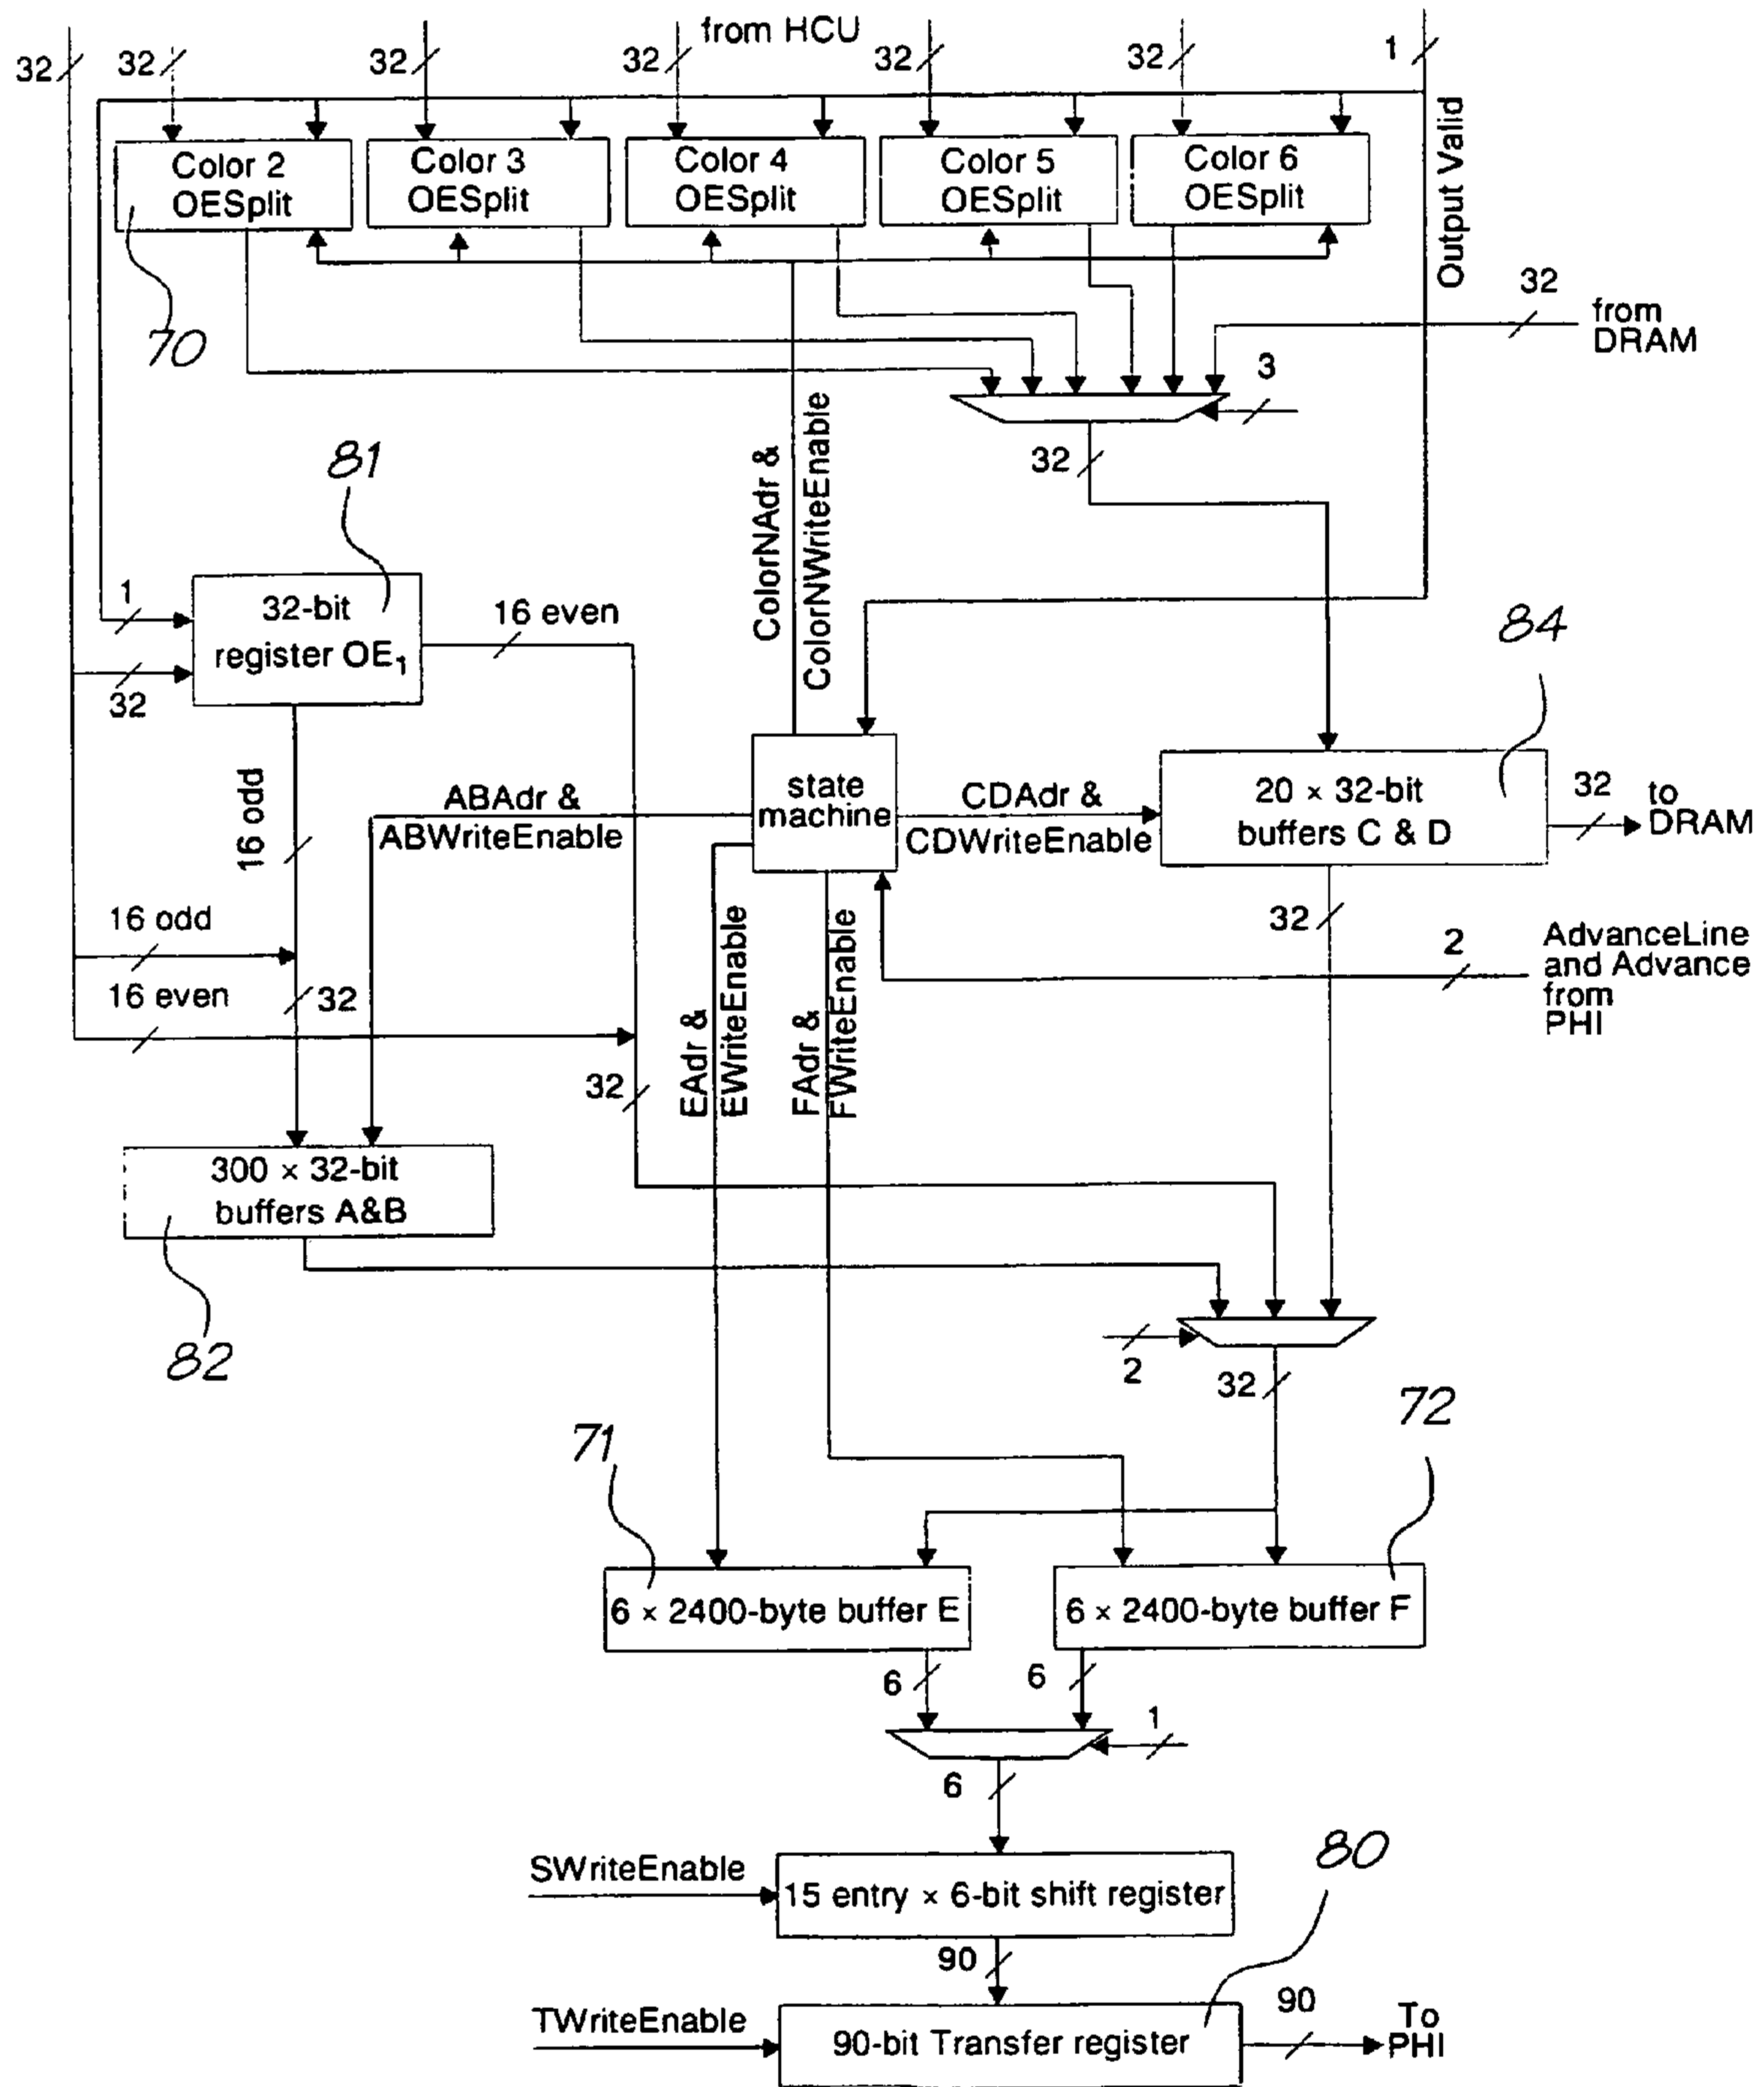 from HCU
32
32
32
32
32
32
1
Color 2
OESplit
Color 3
OESplit
Color 4
OESplit
Color 5
OESplit
Color 6
OESplit
Output Valid
70
32
from
DRAM
3
32
ColorNAdr &
ColorNWriteEnable
81
1
32-bit
register OE1
32
16 even
84
16 odd
ABAdr &
ABWriteEnable
state
machine
CDAdr &
CDWriteEnable
20 × 32-bit
buffers C & D
32
to
DRAM
16 odd
16 even
32
32
EAdr &
EWriteEnable
FAdr &
FWriteEnable
32
2
AdvanceLine
and Advance
from
PHI
300 × 32-bit
buffers A&B
82
2
32
71
72
6 × 2400-byte buffer E
6 × 2400-byte buffer F
6
6
1
6
80
SWriteEnable
15 entry × 6-bit shift register
90
TWriteEnable
90-bit Transfer register
90
To
PHI